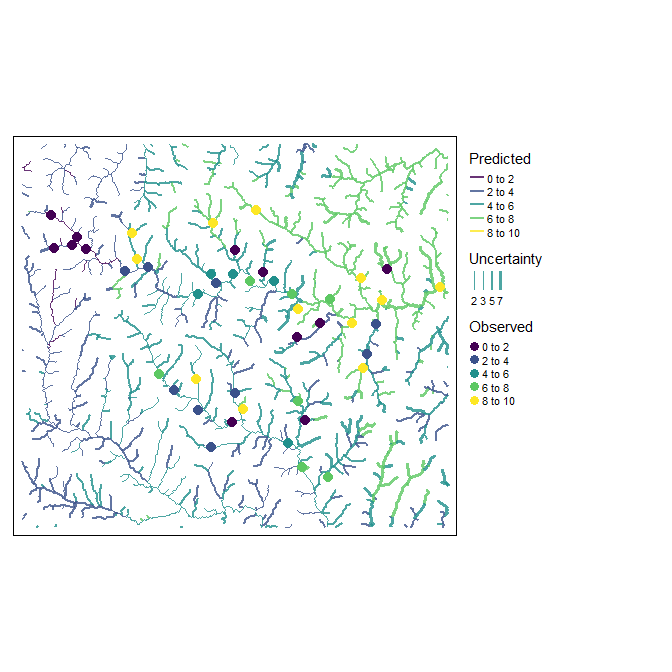 Predicted
0 to 2
2 to 4
4 to 6
6 to 8
8 to 10
Uncertainty
2 3 5 7
Observed
0 to 2
2 to 4
4 to 6
6 to 8
8 to 10